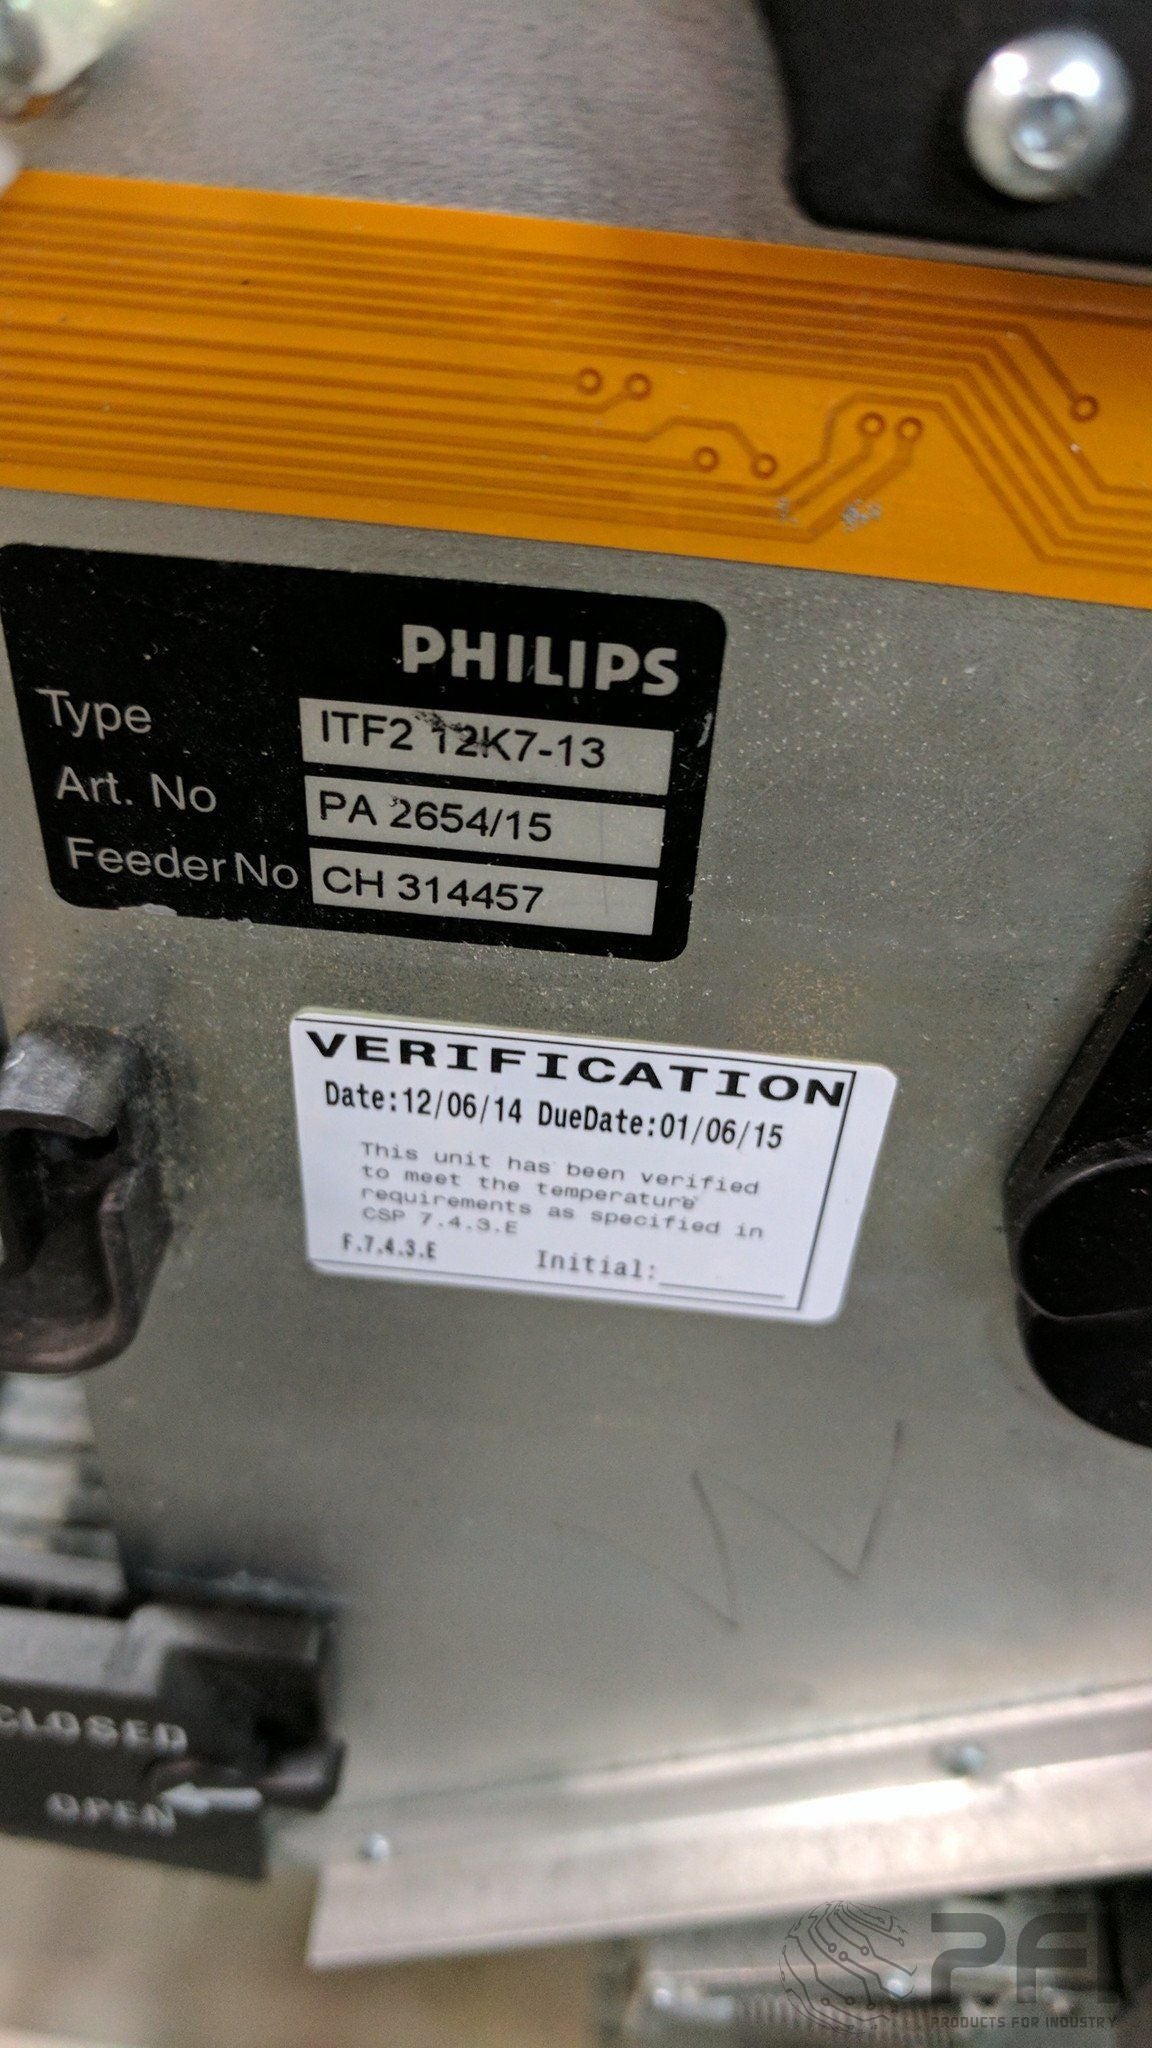 PHILIPS
Type ITF2 12K7-13
Art. No PA 2654/15
Feeder No CH 314457
VERIFICATION
Date:12/06/14 DueDate:01/06/15
This unit has been verified
to meet the temperature
requirements as specified in
CSP 7.4.3.E
F.7.4.3.E Initial:
CLOSED
OPEN
PFI
PRODUCTS FOR INDUSTRY